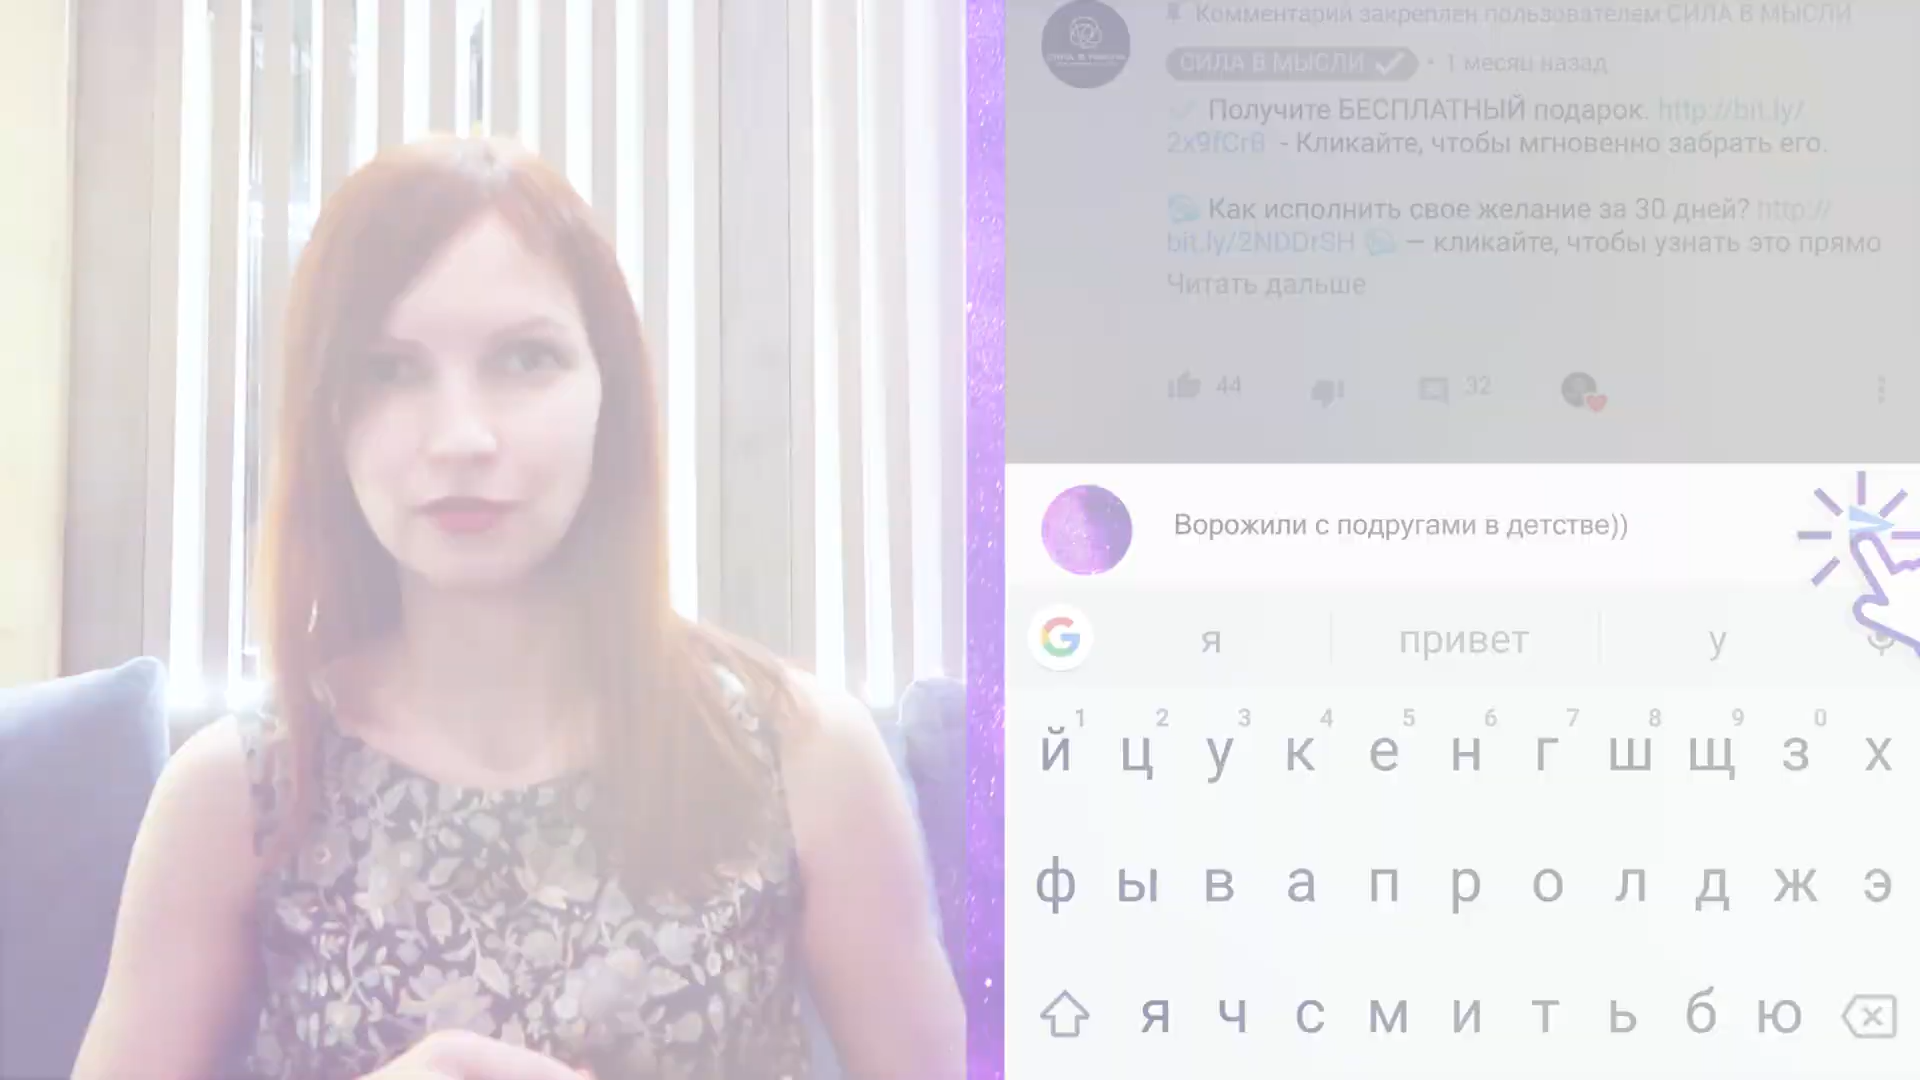 Комментарий закреплен пользователем СИЛА В МЫСЛИ
СИЛА В МЫСЛИ • 1 месяц назад
Получите БЕСПЛАТНЫЙ подарок. http://bit.ly/
- Кликайте, чтобы мгновенно забрать его.
Как исполнить свое желание за 30 дней? http://
bit.ly/2NDDrSH — кликайте, чтобы узнать это прямо
Читать дальше
44 32
Ворожили с подругами в детстве))
я привет у
1 2 3 4 5 6 7 8 9 0
й ц у к е н г ш щ з х
ф ы в а п р о л д ж э
я ч с м и т ь б ю